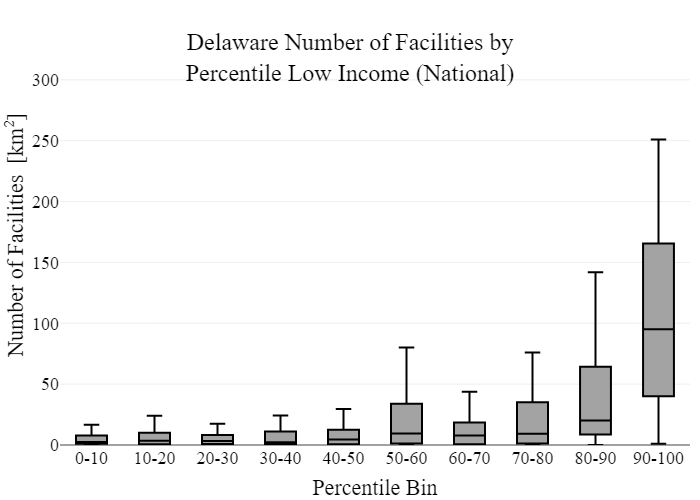 Delaware Number of Facilities by
Percentile Low Income (National)
Number of Facilities [km²]
300
250
200
150
100
50
0
0-10 10-20 20-30 30-40 40-50 50-60 60-70 70-80 80-90 90-100
Percentile Bin